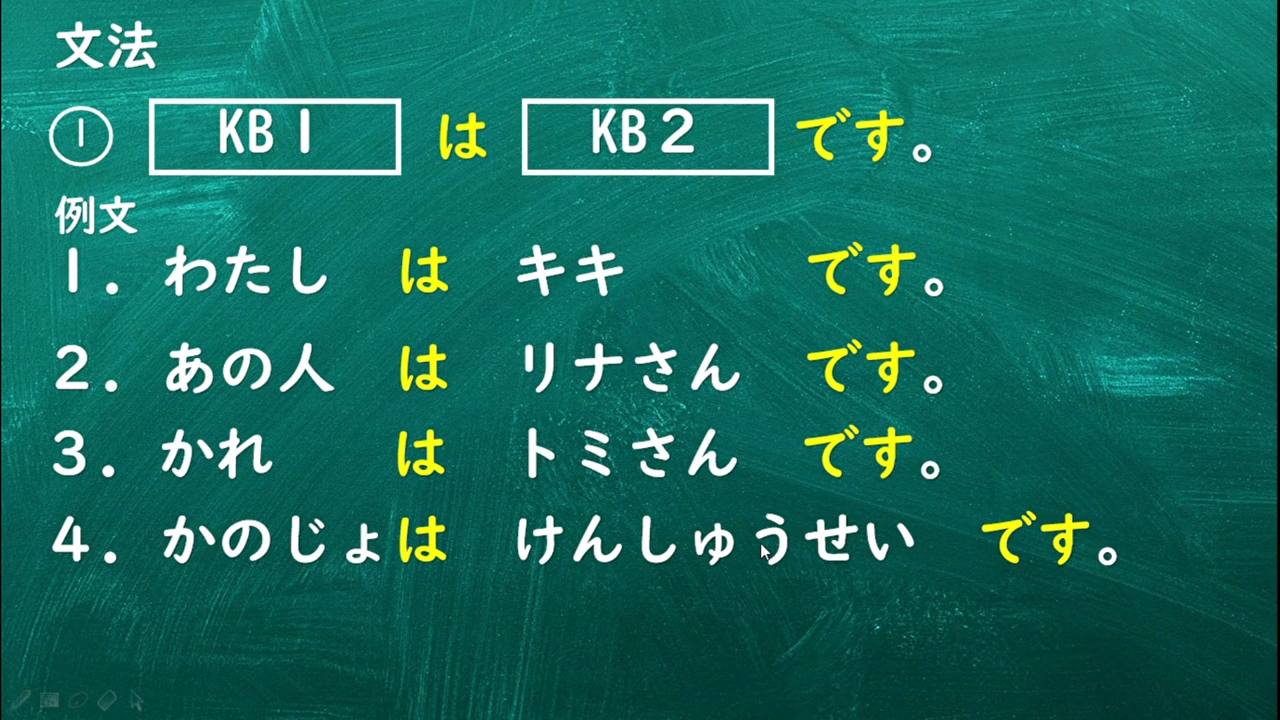 文法
① KB1 は KB2 です。
例文
1. わたし は キキ です。
2. あの人 は リナさん です。
3. かれ は トミさん です。
4. かのじょ は けんしゅうせい です。